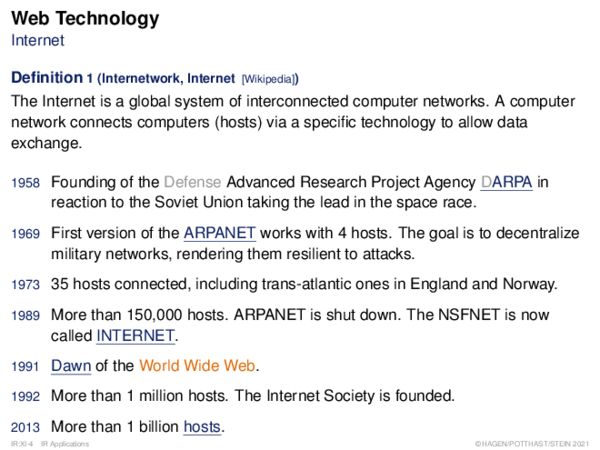 Web Technology
Internet
Definition 1 (Internetwork, Internet [Wikipedia])
The Internet is a global system of interconnected computer networks. A computer
network connects computers (hosts) via a specific technology to allow data
exchange.
1958 Founding of the Defense Advanced Research Project Agency DARPA in
reaction to the Soviet Union taking the lead in the space race.
1969 First version of the ARPANET works with 4 hosts. The goal is to decentralize
military networks, rendering them resilient to attacks.
1973 35 hosts connected, including trans-atlantic ones in England and Norway.
1989 More than 150,000 hosts. ARPANET is shut down. The NSFNET is now
called INTERNET.
1991 Dawn of the World Wide Web.
1992 More than 1 million hosts. The Internet Society is founded.
2013 More than 1 billion hosts.
IR:XI-4 IR Applications ©HAGEN/POTTHAST/STEIN 2021